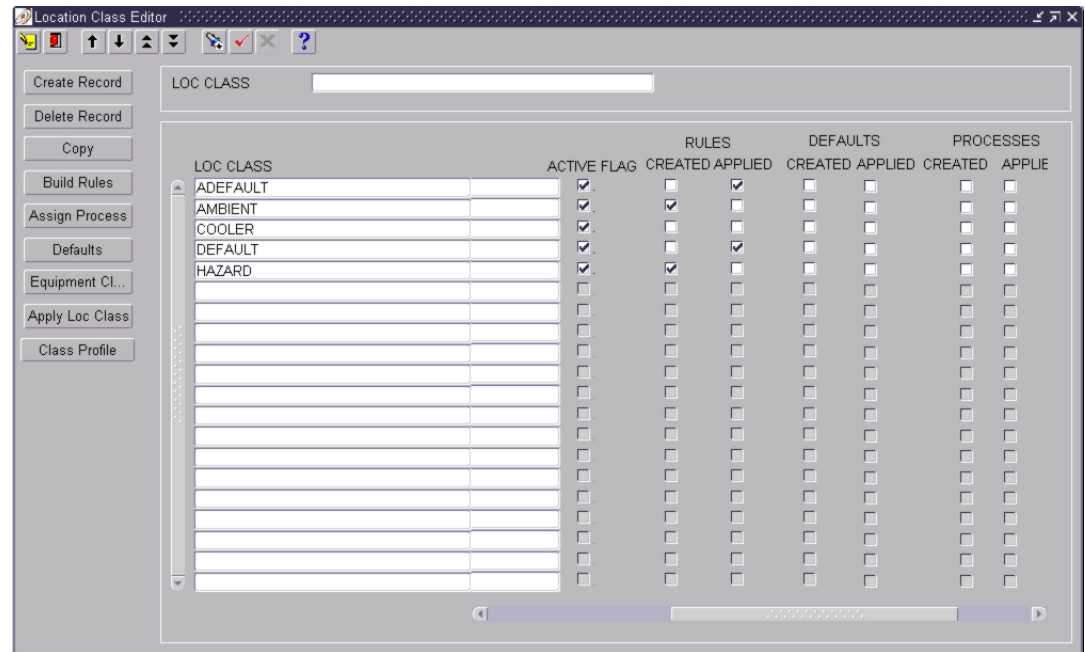 Location Class Editor
Create Record
LOC CLASS
Delete Record
Copy
RULES DEFAULTS PROCESSES
LOC CLASS ACTIVE FLAG CREATED APPLIED CREATED APPLIED CREATED APPLIE
Build Rules
ADEFAULT
Assign Process
AMBIENT
COOLER
Defaults
DEFAULT
HAZARD
Equipment Cl...
Apply Loc Class
Class Profile